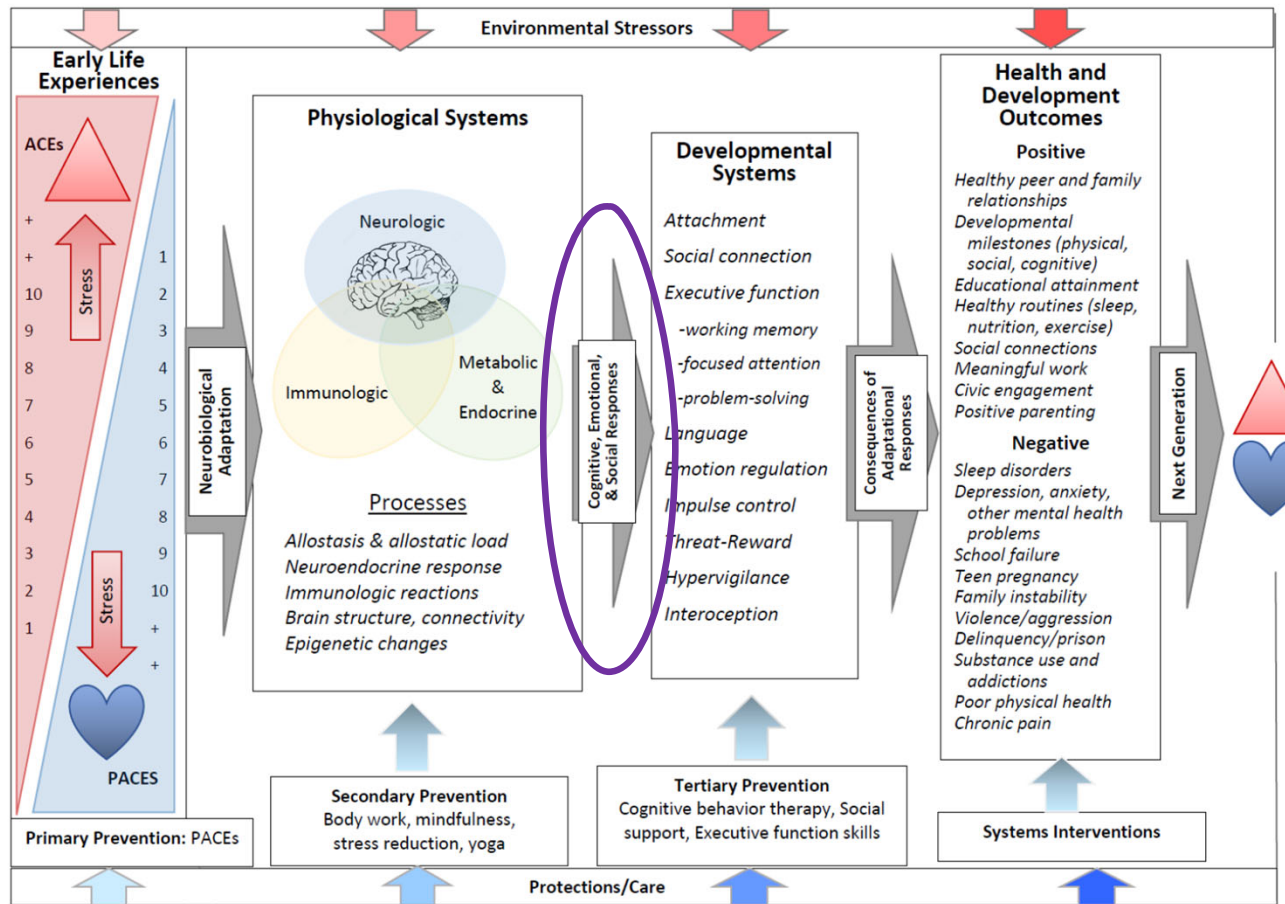 Environmental Stressors
Early Life
Experiences
ACEs
+
+
10
9
8
7
6
5
4
3
2
1
Stress
Stress
1
2
3
4
5
6
7
8
9
10
+
+
PACES
Primary Prevention: PACEs
Neurobiological
Adaptation
Physiological Systems
Neurologic
Immunologic
Metabolic
&
Endocrine
Processes
Allostasis & allostatic load
Neuroendocrine response
Immunologic reactions
Brain structure, connectivity
Epigenetic changes
Secondary Prevention
Body work, mindfulness,
stress reduction, yoga
Cognitive, Emotional,
& Social Responses
Developmental
Systems
Attachment
Social connection
Executive function
-working memory
-focused attention
-problem-solving
Language
Emotion regulation
Impulse control
Threat-Reward
Hypervigilance
Interoception
Tertiary Prevention
Cognitive behavior therapy, Social
support, Executive function skills
Consequences of
Adaptational
Responses
Health and
Development
Outcomes
Positive
Healthy peer and family
relationships
Developmental
milestones (physical,
social, cognitive)
Educational attainment
Healthy routines (sleep,
nutrition, exercise)
Social connections
Meaningful work
Civic engagement
Positive parenting
Negative
Sleep disorders
Depression, anxiety,
other mental health
problems
School failure
Teen pregnancy
Family instability
Violence/aggression
Delinquency/prison
Substance use and
addictions
Poor physical health
Chronic pain
Systems Interventions
Next Generation
Protections/Care